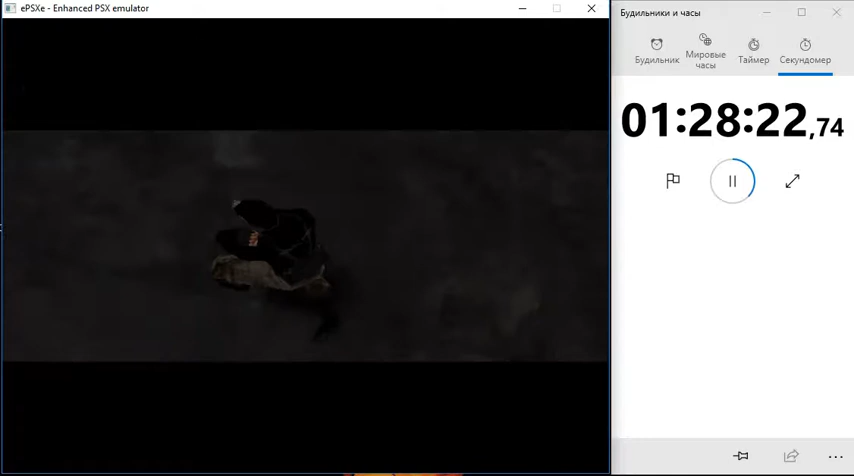 ePSXe - Enhanced PSX emulator
Будильники и часы
Будильник
Мировые
часы
Таймер
Секундомер
01:28:22,74